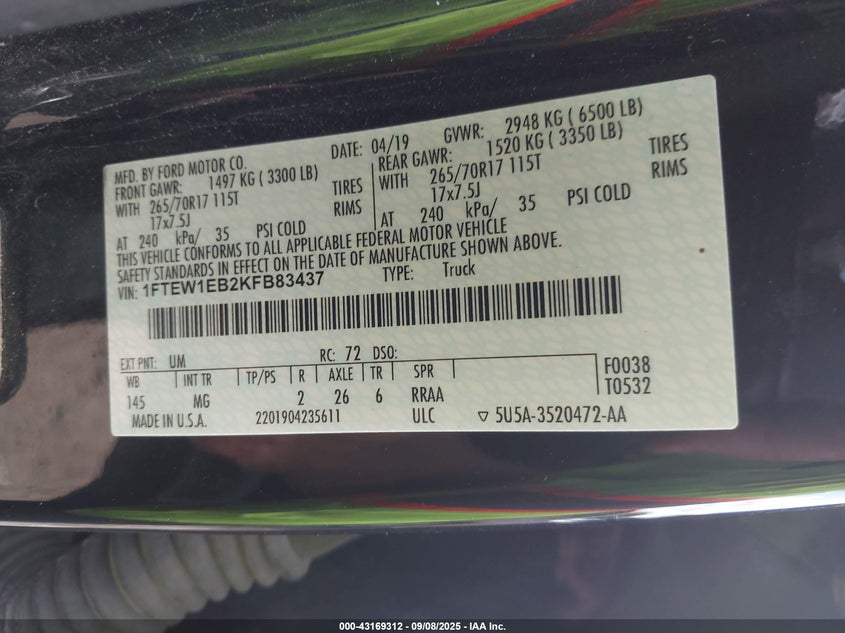 MFD. BY FORD MOTOR CO. DATE: 04/19 GVWR: 2948 KG ( 6500 LB)
FRONT GAWR: 1497 KG ( 3300 LB) REAR GAWR: 1520 KG ( 3350 LB)
WITH 265/70R17 115T TIRES WITH 265/70R17 115T TIRES
17x7.5J RIMS 17x7.5J RIMS
AT 240 kPa/ 35 PSI COLD AT 240 kPa/ 35 PSI COLD
THIS VEHICLE CONFORMS TO ALL APPLICABLE FEDERAL MOTOR VEHICLE
SAFETY STANDARDS IN EFFECT ON THE DATE OF MANUFACTURE SHOWN ABOVE.
VIN: 1FTEW1EB2KFB83437 TYPE: Truck
EXT PNT: UM RC: 72 DSO:
WB INT TR TP/PS R AXLE TR SPR F0038
145 MG 2 26 6 RRAA T0532
MADE IN U.S.A. 2201904235611 ULC ▽ 5U5A-3520472-AA
000-43169312 - 09/08/2025 - IAA Inc.